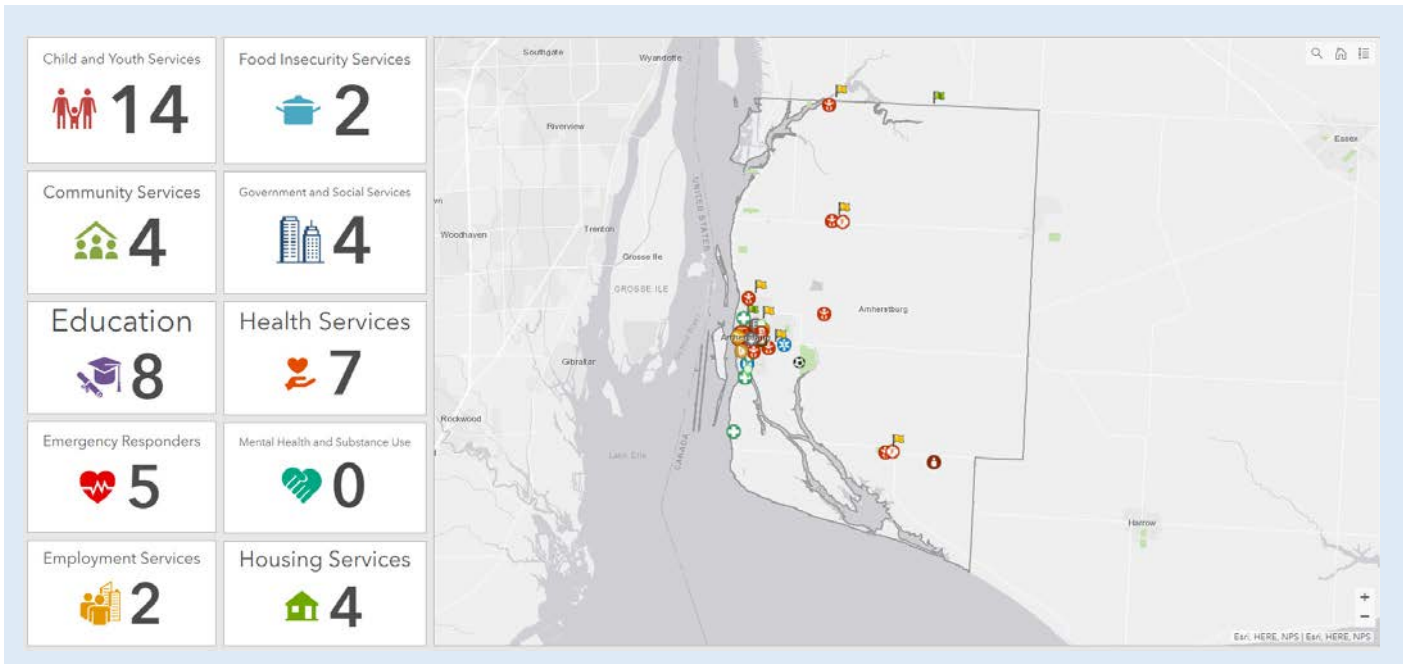 Child and Youth Services
14
Food Insecurity Services
2
Community Services
4
Government and Social Services
4
Education
8
Health Services
7
Emergency Responders
5
Mental Health and Substance Use
0
Employment Services
2
Housing Services
4
Southgate
Wyandotte
Riverview
Essex
UNITED STATES
Woodhaven
Trenton
Grosse Ile
GROSSE ILE
Amherstburg
Gibraltar
Rockwood
Lake Erie
CANADA
Harrow
+
−
Esri, HERE, NPS | Esri, HERE, NPS